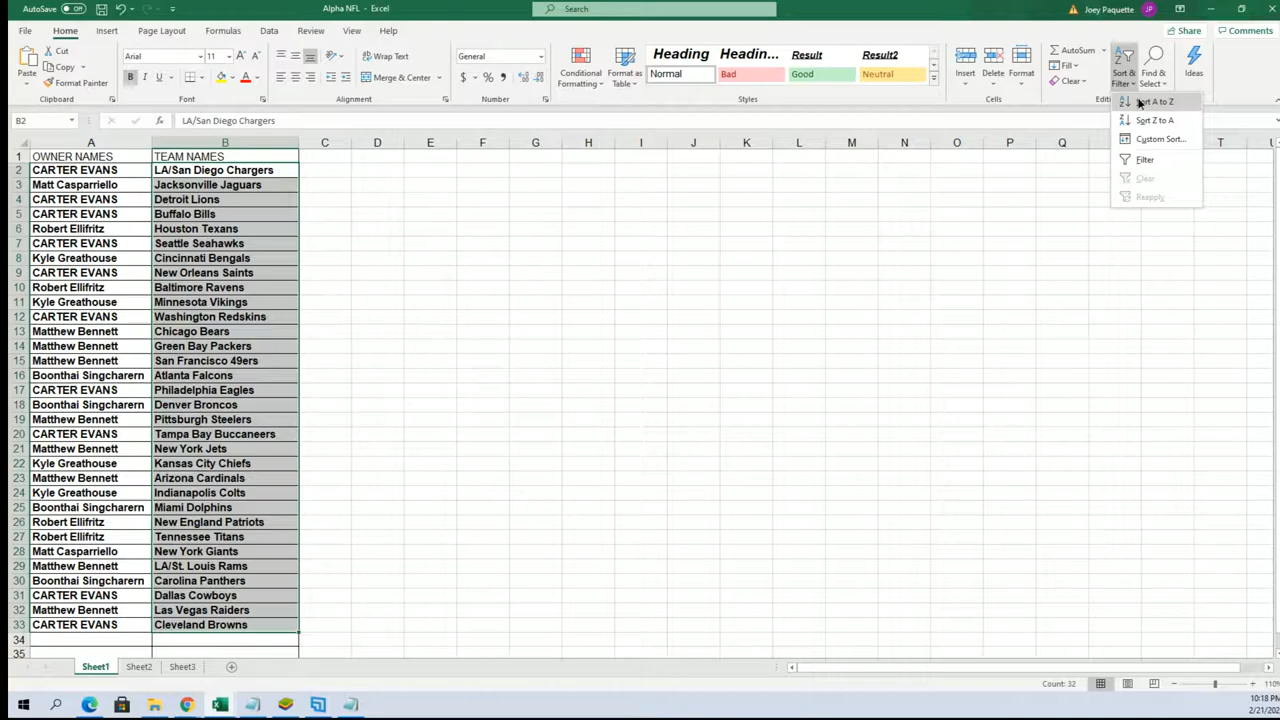 AutoSave Off Alpha NFL - Excel Search Joey Paquette JP
File Home Insert Page Layout Formulas Data Review View Help Share Comments
Paste Cut Copy Format Painter Clipboard
Arial 11 B I U A Font
Wrap Text Merge & Center Alignment
General $ % Number
Conditional Formatting Format as Table
Heading Headin... Result Result2
Normal Bad Good Neutral
Styles
Insert Delete Format Cells
AutoSum Fill Clear
Sort & Filter Find & Select Ideas
Sort A to Z
Sort Z to A
Custom Sort...
Filter
Clear
Reapply
B2 fx LA/San Diego Chargers
A B C D E F G H I J K L M N O P Q T
1 OWNER NAMES TEAM NAMES
2 CARTER EVANS LA/San Diego Chargers
3 Matt Casparriello Jacksonville Jaguars
4 CARTER EVANS Detroit Lions
5 CARTER EVANS Buffalo Bills
6 Robert Ellifritz Houston Texans
7 CARTER EVANS Seattle Seahawks
8 Kyle Greathouse Cincinnati Bengals
9 CARTER EVANS New Orleans Saints
10 Robert Ellifritz Baltimore Ravens
11 Kyle Greathouse Minnesota Vikings
12 CARTER EVANS Washington Redskins
13 Matthew Bennett Chicago Bears
14 Matthew Bennett Green Bay Packers
15 Matthew Bennett San Francisco 49ers
16 Boonthai Singcharern Atlanta Falcons
17 CARTER EVANS Philadelphia Eagles
18 Boonthai Singcharern Denver Broncos
19 Matthew Bennett Pittsburgh Steelers
20 CARTER EVANS Tampa Bay Buccaneers
21 Matthew Bennett New York Jets
22 Kyle Greathouse Kansas City Chiefs
23 Matthew Bennett Arizona Cardinals
24 Kyle Greathouse Indianapolis Colts
25 Boonthai Singcharern Miami Dolphins
26 Robert Ellifritz New England Patriots
27 Robert Ellifritz Tennessee Titans
28 Matt Casparriello New York Giants
29 Matthew Bennett LA/St. Louis Rams
30 Boonthai Singcharern Carolina Panthers
31 CARTER EVANS Dallas Cowboys
32 Matthew Bennett Las Vegas Raiders
33 CARTER EVANS Cleveland Browns
34
35
Sheet1 Sheet2 Sheet3
Count: 32 110%
10:18 PM